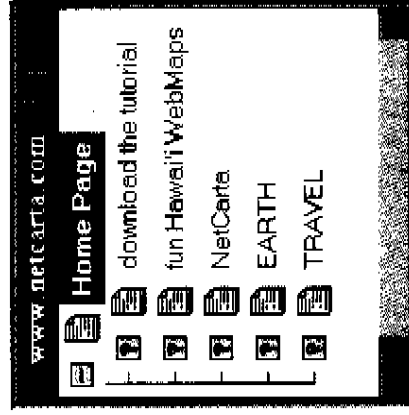 www.netcarta.com
Home Page
download the tutorial
fun Hawai'i WebMaps
NetCarta
EARTH
TRAVEL